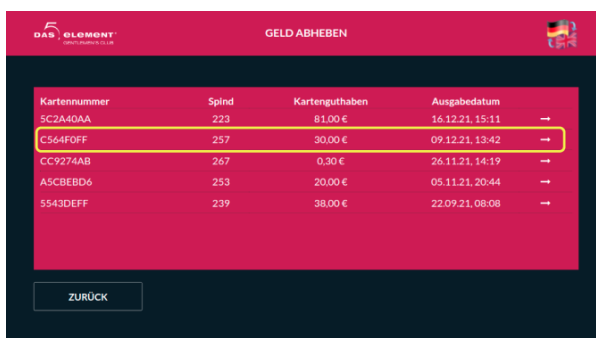 DAS 5. eLement
GENTLEMEN'S CLUB
GELD ABHEBEN
Kartennummer Spind Kartenguthaben Ausgabedatum
5C2A40AA 223 81,00 € 16.12.21, 15:11 →
C564F0FF 257 30,00 € 09.12.21, 13:42 →
CC9274AB 267 0,30 € 26.11.21, 14:19 →
A5CBEBD6 253 20,00 € 05.11.21, 20:44 →
5543DEFF 239 38,00 € 22.09.21, 08:08 →
ZURÜCK